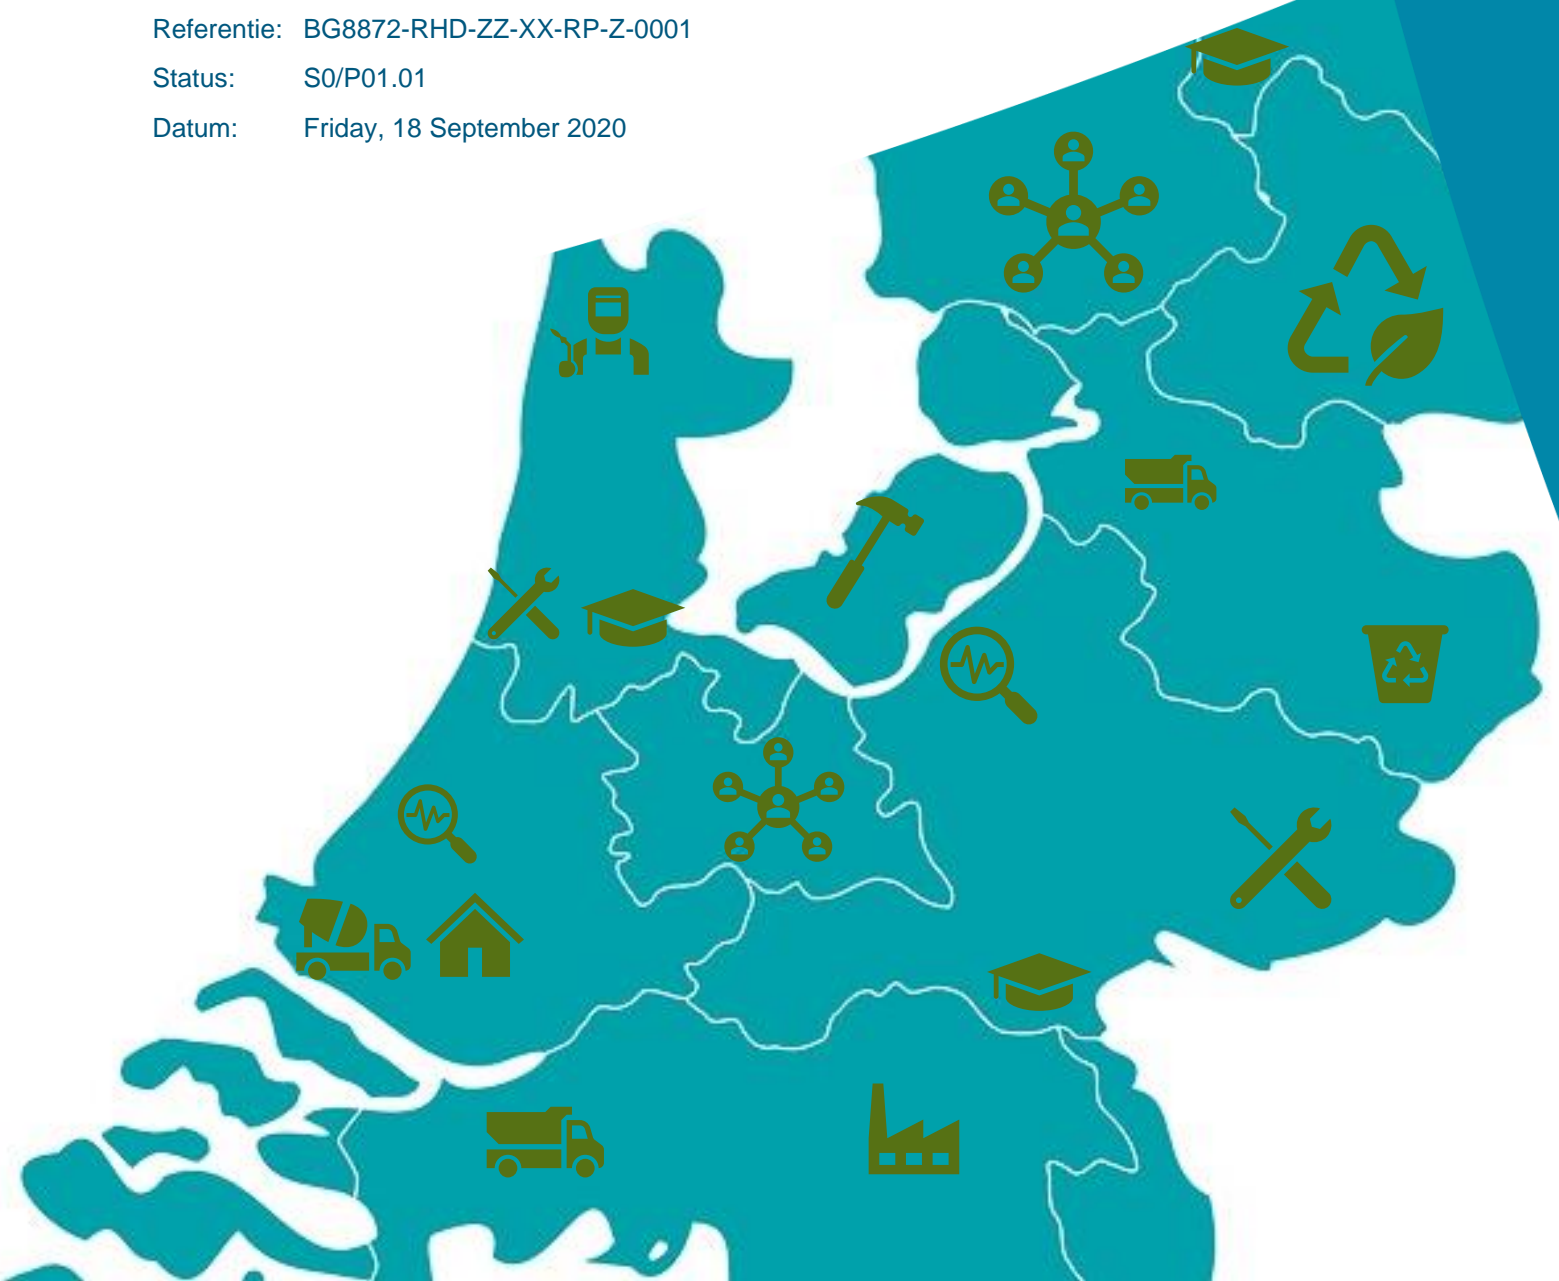 Referentie: BG8872-RHD-ZZ-XX-RP-Z-0001
Status: S0/P01.01
Datum: Friday, 18 September 2020